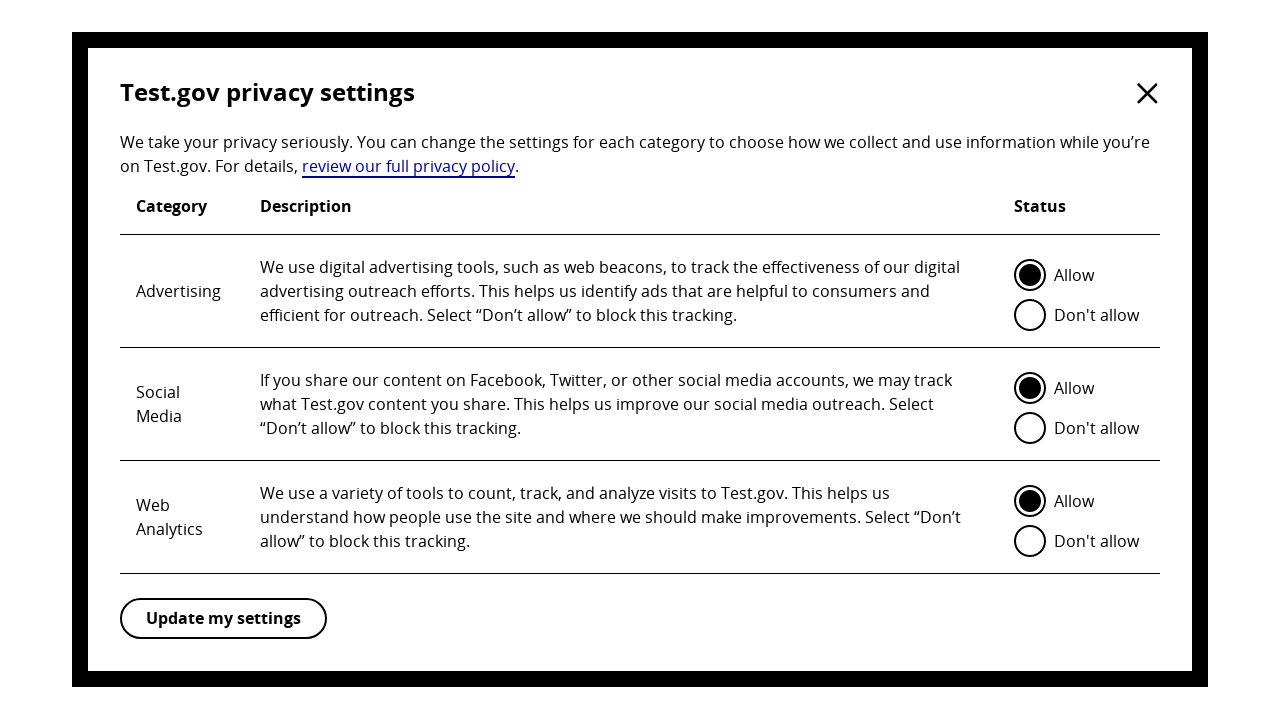 Test.gov privacy settings
We take your privacy seriously. You can change the settings for each category to choose how we collect and use information while you’re
on Test.gov. For details, review our full privacy policy.
Category Description Status
Advertising
We use digital advertising tools, such as web beacons, to track the effectiveness of our digital
advertising outreach efforts. This helps us identify ads that are helpful to consumers and
efficient for outreach. Select “Don’t allow” to block this tracking.
Allow
Don't allow
Social
Media
If you share our content on Facebook, Twitter, or other social media accounts, we may track
what Test.gov content you share. This helps us improve our social media outreach. Select
“Don’t allow” to block this tracking.
Allow
Don't allow
Web
Analytics
We use a variety of tools to count, track, and analyze visits to Test.gov. This helps us
understand how people use the site and where we should make improvements. Select “Don’t
allow” to block this tracking.
Allow
Don't allow
Update my settings